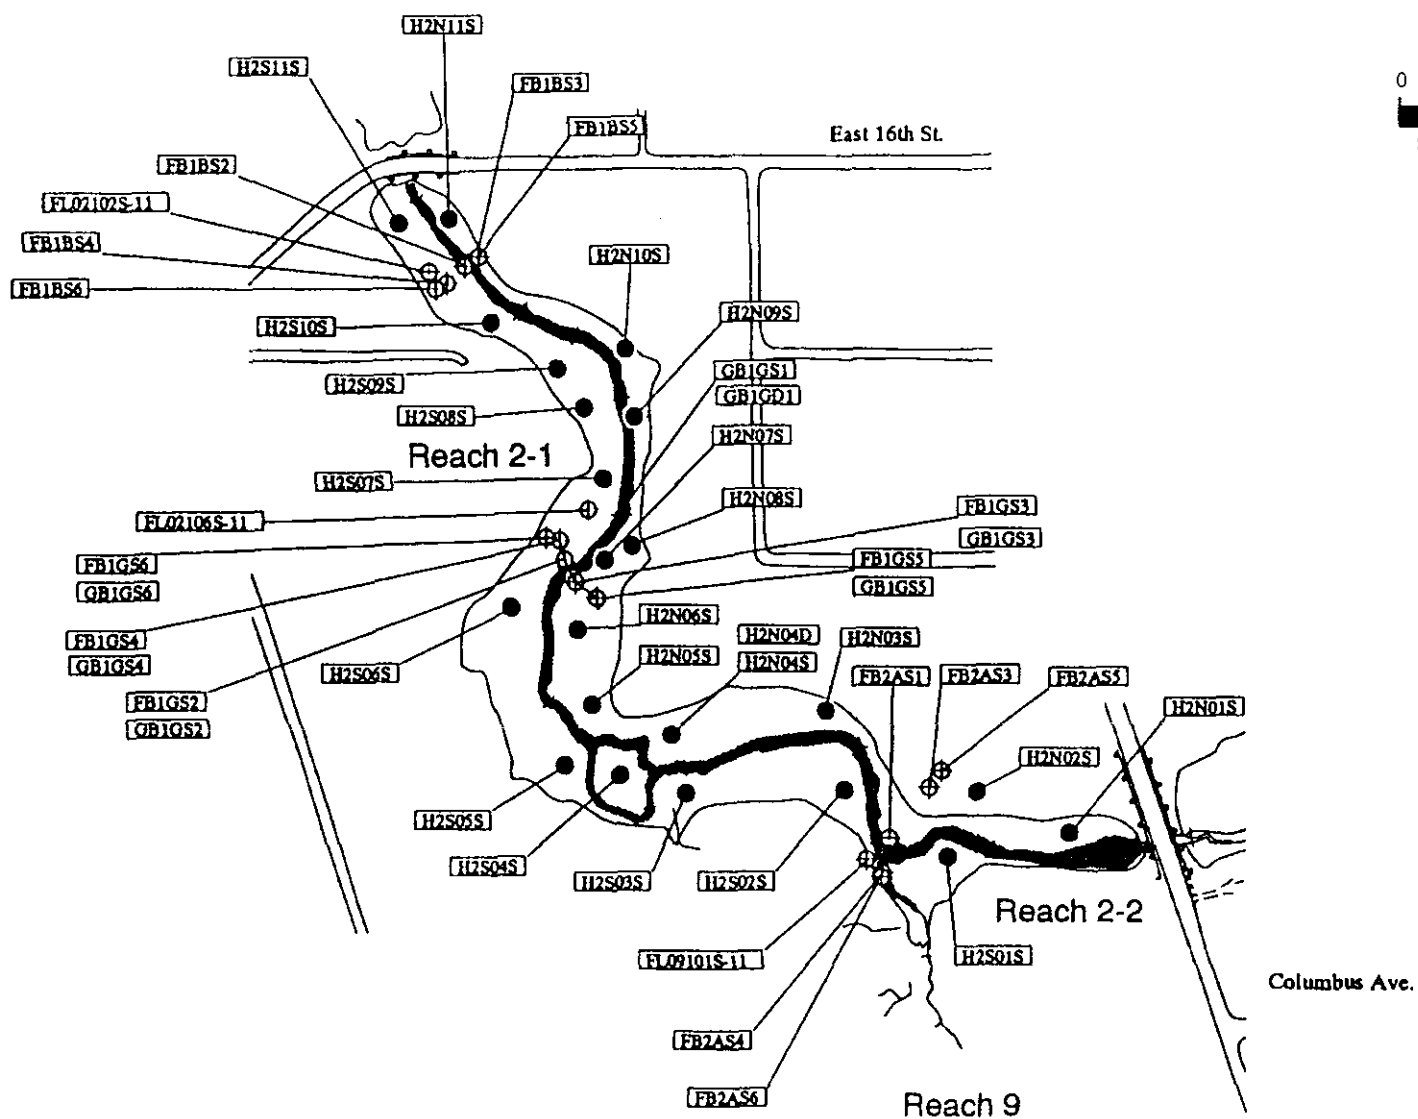 H2N11S
H2S11S
FB1BS3
0
FB1BS5
East 16th St.
FB1BS2
FL02102S-11
FB1BS4
H2N10S
FB1BS6
H2N09S
H2S10S
GB1GS1
H2S09S
GB1GD1
H2S08S
H2N07S
Reach 2-1
H2S07S
H2N08S
FB1GS3
FL02106S-11
GB1GS3
FB1GS6
FB1GS5
GB1GS6
GB1GS5
H2N06S
H2N04D
H2N03S
FB1GS4
GB1GS4
H2S06S
H2N05S
H2N04S
FB2AS1
FB2AS3
FB2AS5
FB1GS2
GB1GS2
H2N01S
H2N02S
H2S05S
H2S04S
H2S03S
H2S02S
Reach 2-2
FL09101S-11
H2S01S
Columbus Ave.
FB2AS4
FB2AS6
Reach 9